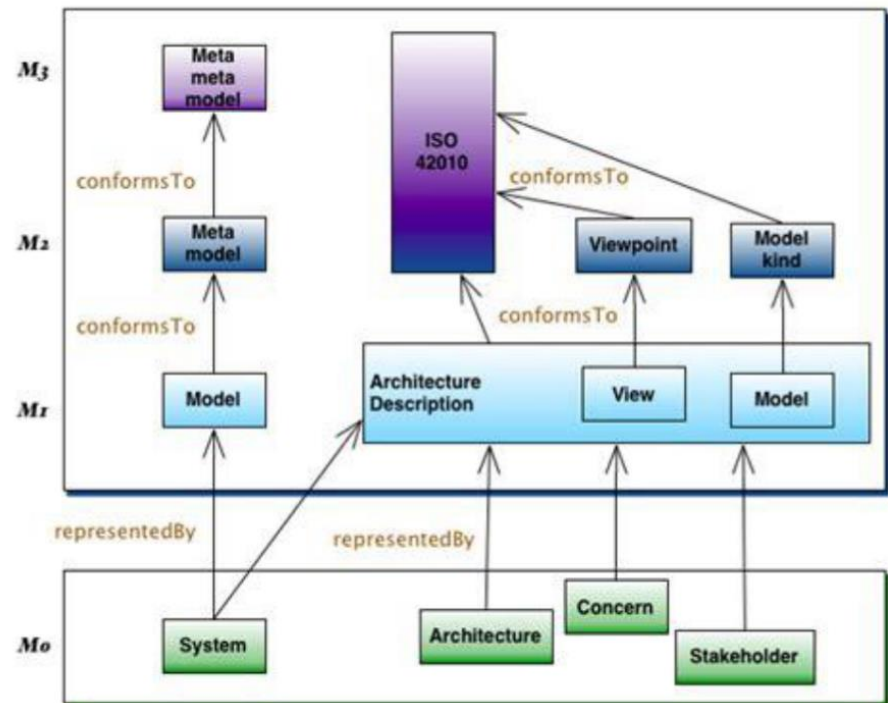 M3
Meta
meta
model
ISO
42010
conformsTo
conformsTo
M2
Meta
model
Viewpoint
Model
kind
conformsTo
conformsTo
M1
Model
Architecture
Description
View
Model
representedBy
representedBy
M0
System
Architecture
Concern
Stakeholder